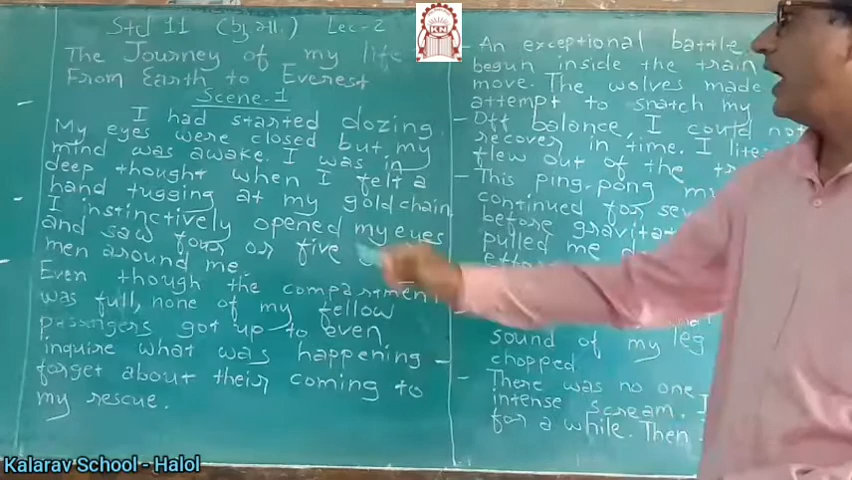 Std 11 (અંગ્રેજી) Lec-2
The Journey of my life
From Earth to Everest
Scene-1
I had started dozing
My eyes were closed but my
mind was awake. I was in
deep thought when I felt a
hand tugging at my gold chain
I instinctively opened my eyes
and saw four or five
men around me.
Even though the compartment
was full, none of my fellow
passengers got up to even
inquire what was happening
forget about their coming to
my rescue.
An exceptional battle
begun inside the train
move. The wolves made
attempt to snatch my
Off balance, I could not
recover in time. I
flew out of the
This ping-pong
continued for
before
pulled me
sound of my leg
chopped
There was no one
intense scream. I
for a while. Then
KN
Kalarav School - Halol